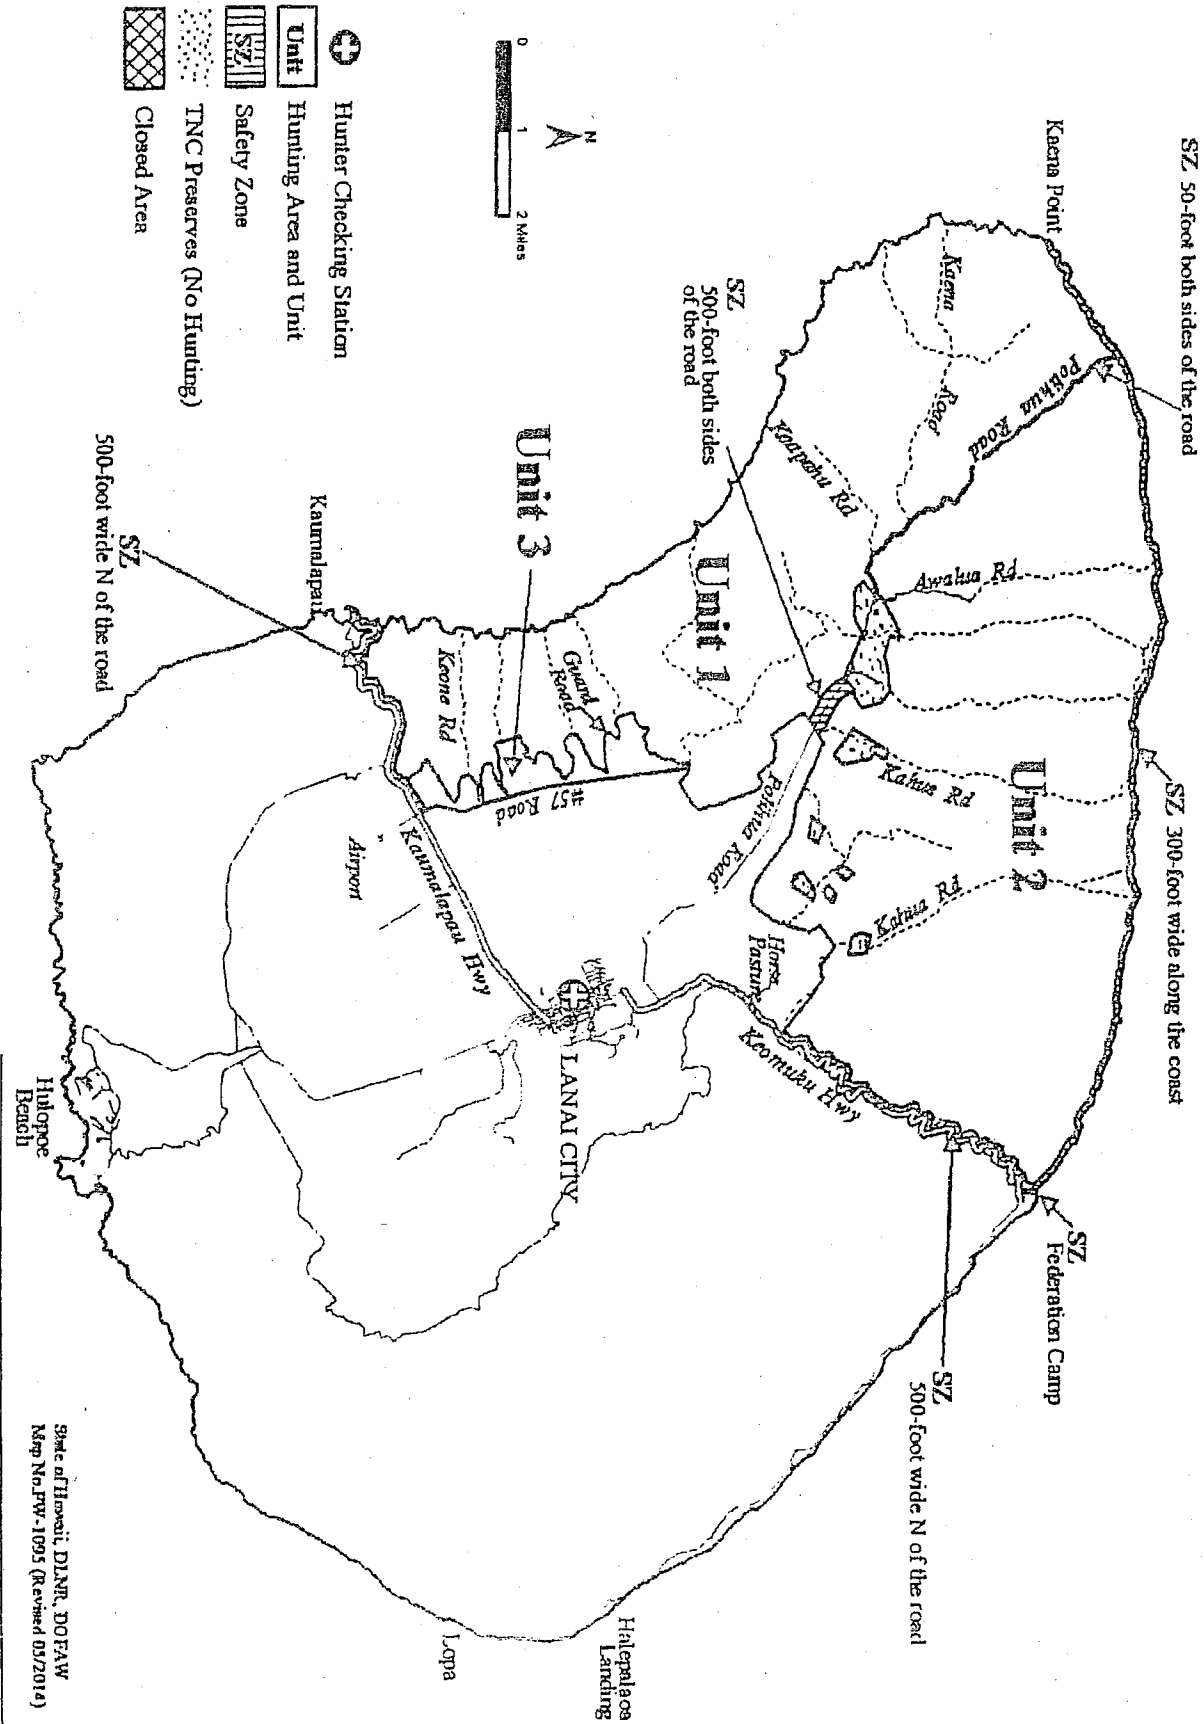 SZ 50-foot both sides of the road
Kaena Point
SZ 300-foot wide along the coast
Kaena
Road
Polihua Road
Koapahu Rd
Awalua Rd
SZ
500-foot both sides
of the road
Unit 1
Unit 2
Unit 3
Kahue Rd
Kahua Rd
Polihua Road
Horse
Pasture
Keomuku Hwy
SZ
Federation Camp
SZ
500-foot wide N of the road
Guard
Road
Keone Rd
#57 Road
Kaumalapau
SZ
500-foot wide N of the road
Kaumalapau Hwy
Airport
LANAI CITY
Hulopoe
Beach
Halepalaoa
Landing
Lopa
N
0 1 2 Miles
Hunter Checking Station
Unit Hunting Area and Unit
SZ Safety Zone
TNC Preserves (No Hunting)
Closed Area
State of Hawaii, DLNR, DOFAW
Map No. FW-1095 (Revised 05/2014)